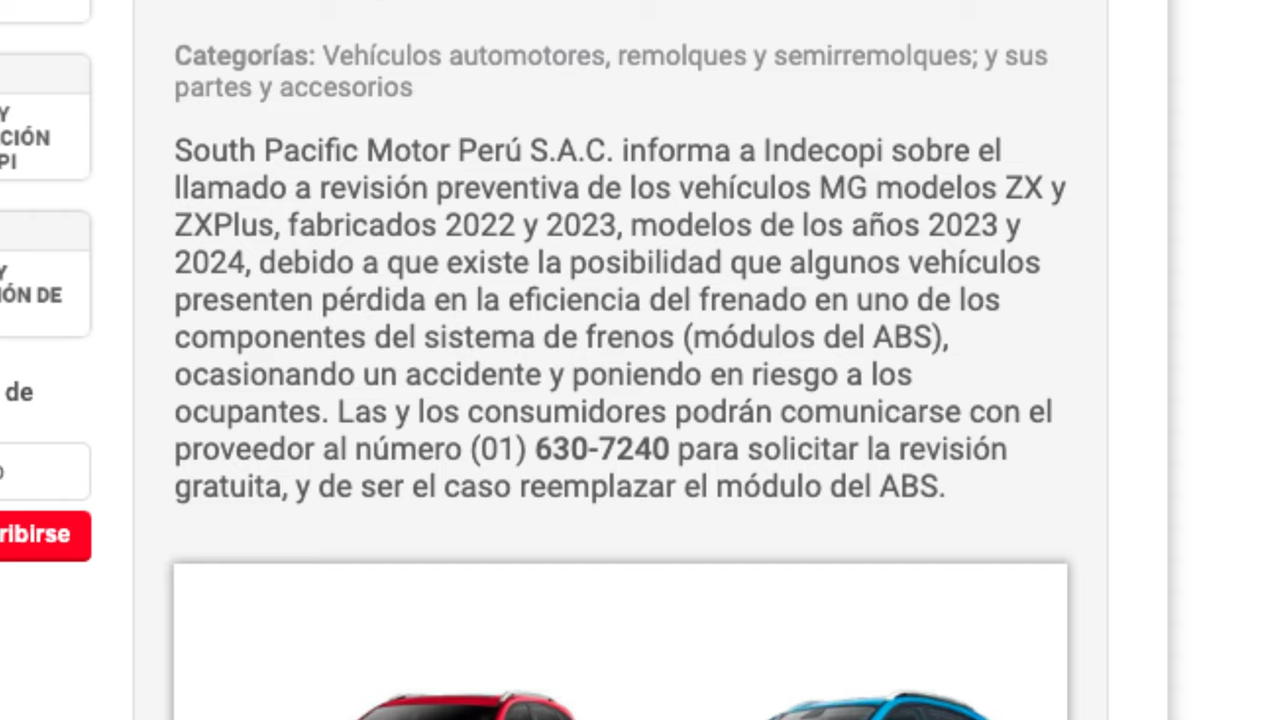 Categorías: Vehículos automotores, remolques y semirremolques; y sus
partes y accesorios
South Pacific Motor Perú S.A.C. informa a Indecopi sobre el
llamado a revisión preventiva de los vehículos MG modelos ZX y
ZXPlus, fabricados 2022 y 2023, modelos de los años 2023 y
2024, debido a que existe la posibilidad que algunos vehículos
presenten pérdida en la eficiencia del frenado en uno de los
componentes del sistema de frenos (módulos del ABS),
ocasionando un accidente y poniendo en riesgo a los
ocupantes. Las y los consumidores podrán comunicarse con el
proveedor al número (01) 630-7240 para solicitar la revisión
gratuita, y de ser el caso reemplazar el módulo del ABS.
Y
CIÓN
PI
Y
IÓN DE
de
ribirse